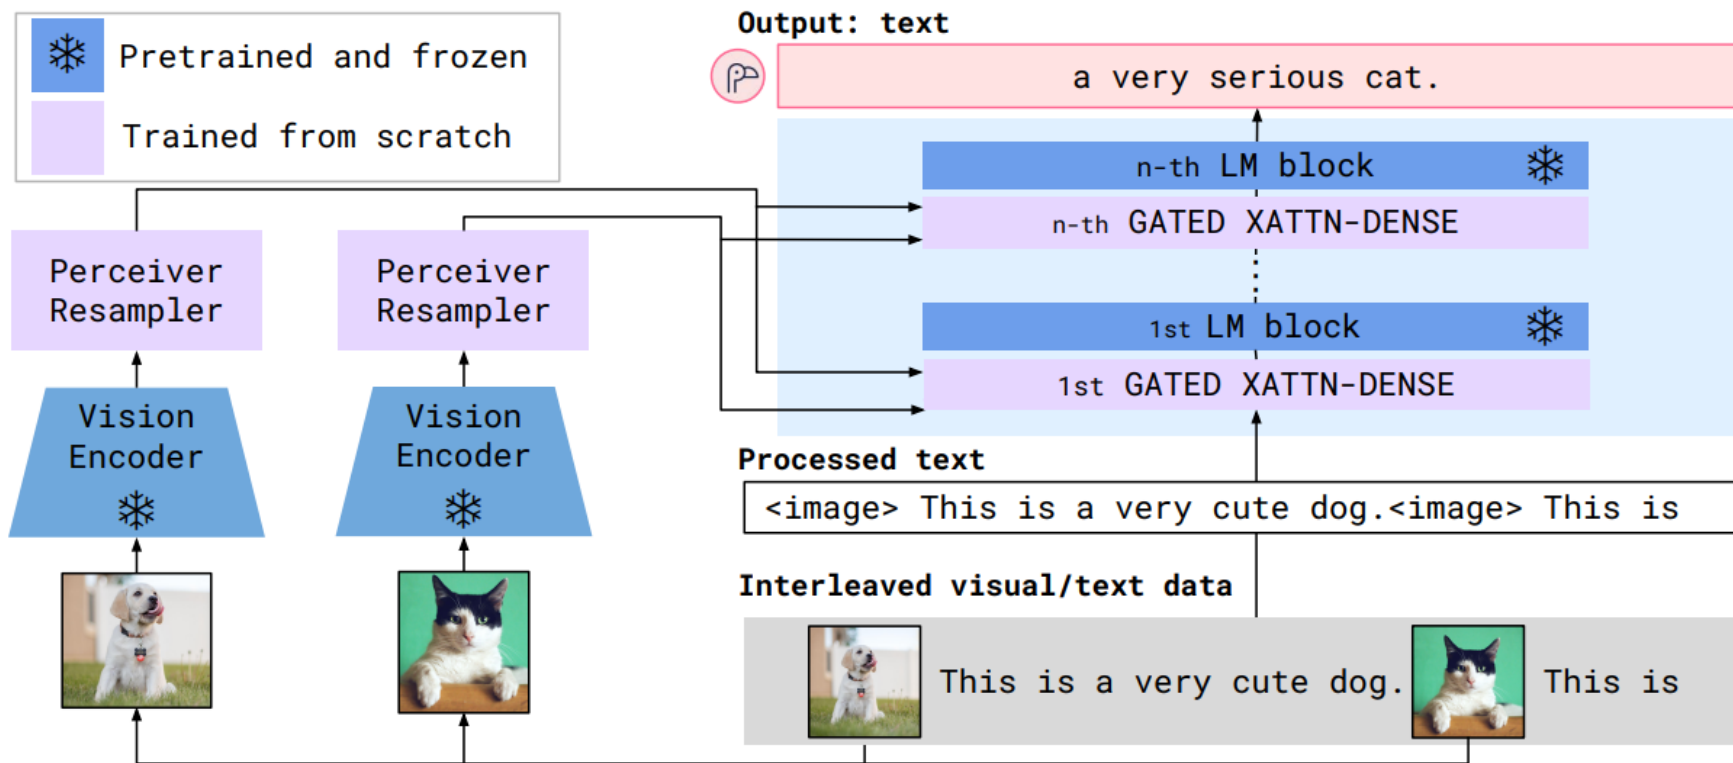 Pretrained and frozen
Trained from scratch
Output: text
a very serious cat.
n-th LM block
n-th GATED XATTN-DENSE
1st LM block
1st GATED XATTN-DENSE
Perceiver
Resampler
Perceiver
Resampler
Vision
Encoder
Vision
Encoder
Processed text
<image> This is a very cute dog.<image> This is
Interleaved visual/text data
This is a very cute dog.
This is